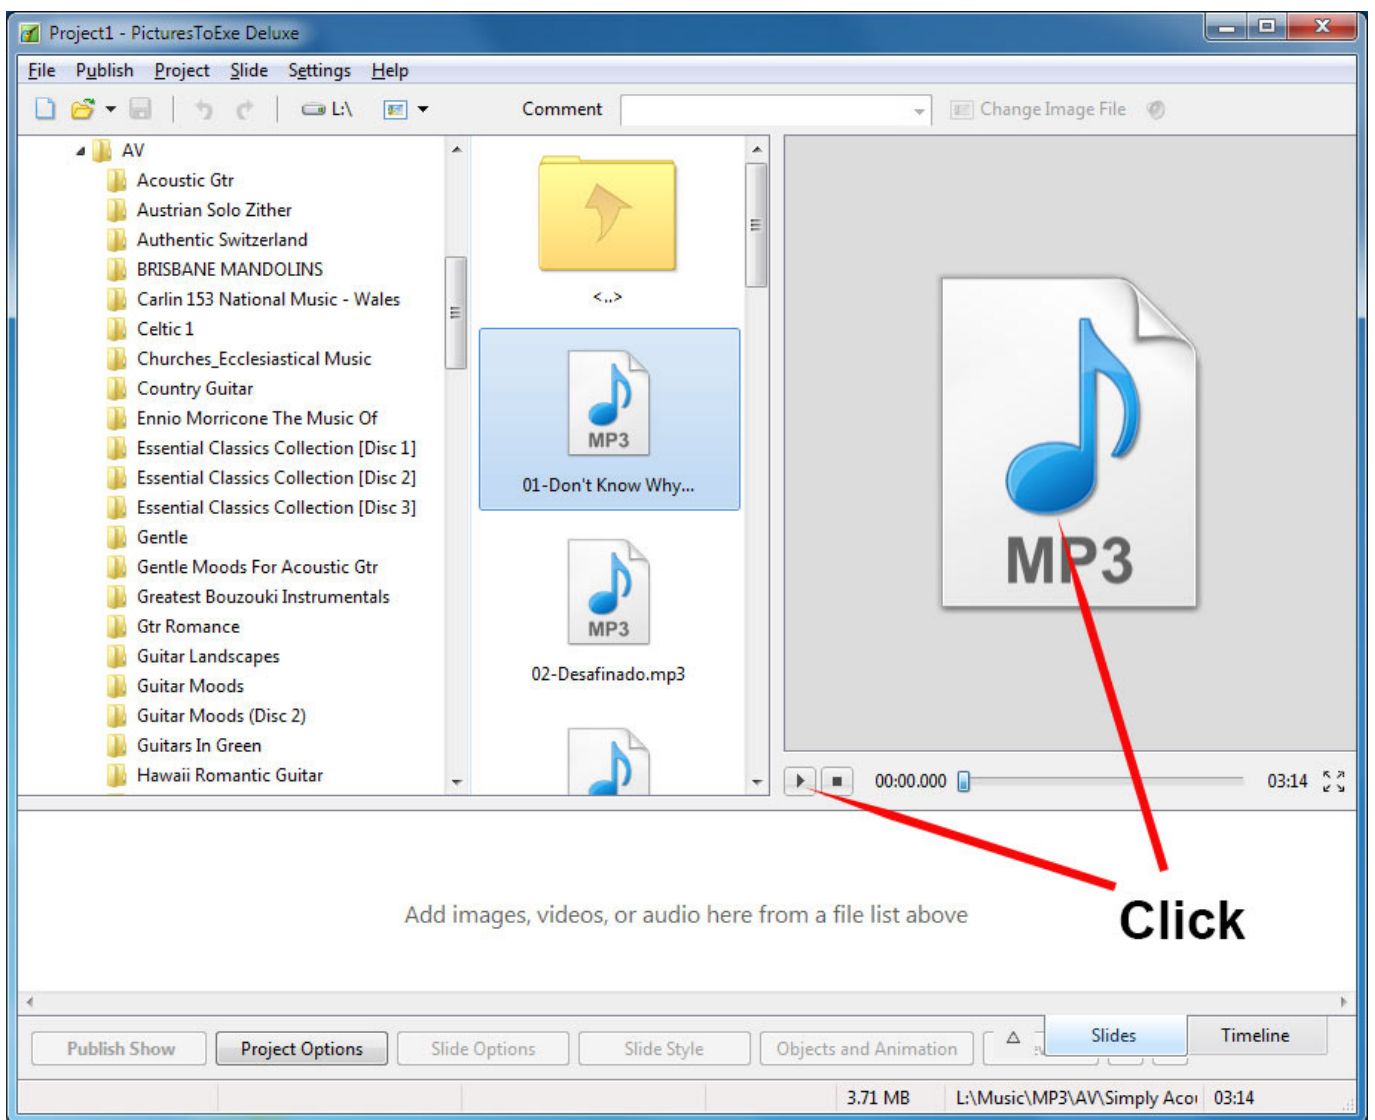 Project1 - PicturesToExe Deluxe
File Publish Project Slide Settings Help
L:\ Comment Change Image File
AV
Acoustic Gtr
Austrian Solo Zither
Authentic Switzerland
BRISBANE MANDOLINS
Carlin 153 National Music - Wales
Celtic 1
Churches_Ecclesiastical Music
Country Guitar
Ennio Morricone The Music Of
Essential Classics Collection [Disc 1]
Essential Classics Collection [Disc 2]
Essential Classics Collection [Disc 3]
Gentle
Gentle Moods For Acoustic Gtr
Greatest Bouzouki Instrumentals
Gtr Romance
Guitar Landscapes
Guitar Moods
Guitar Moods (Disc 2)
Guitars In Green
Hawaii Romantic Guitar
<..>
MP3
01-Don't Know Why...
MP3
02-Desafinado.mp3
MP3
00:00.000 03:14
Click
Add images, videos, or audio here from a file list above
Publish Show Project Options Slide Options Slide Style Objects and Animation Slides Timeline
3.71 MB L:\Music\MP3\AV\Simply Acou 03:14